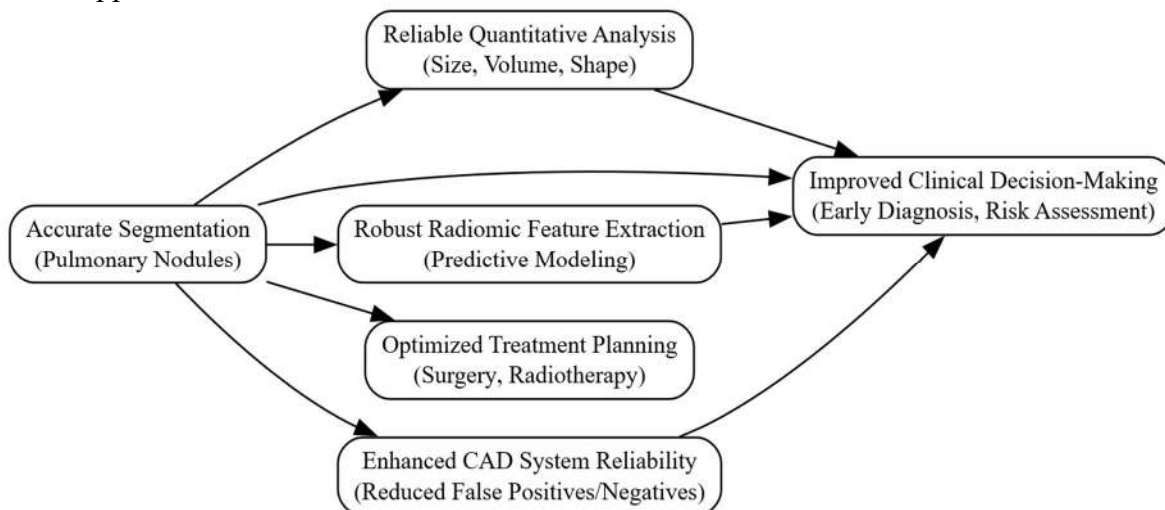 Reliable Quantitative Analysis
(Size, Volume, Shape)
Improved Clinical Decision-Making
(Early Diagnosis, Risk Assessment)
Accurate Segmentation
(Pulmonary Nodules)
Robust Radiomic Feature Extraction
(Predictive Modeling)
Optimized Treatment Planning
(Surgery, Radiotherapy)
Enhanced CAD System Reliability
(Reduced False Positives/Negatives)